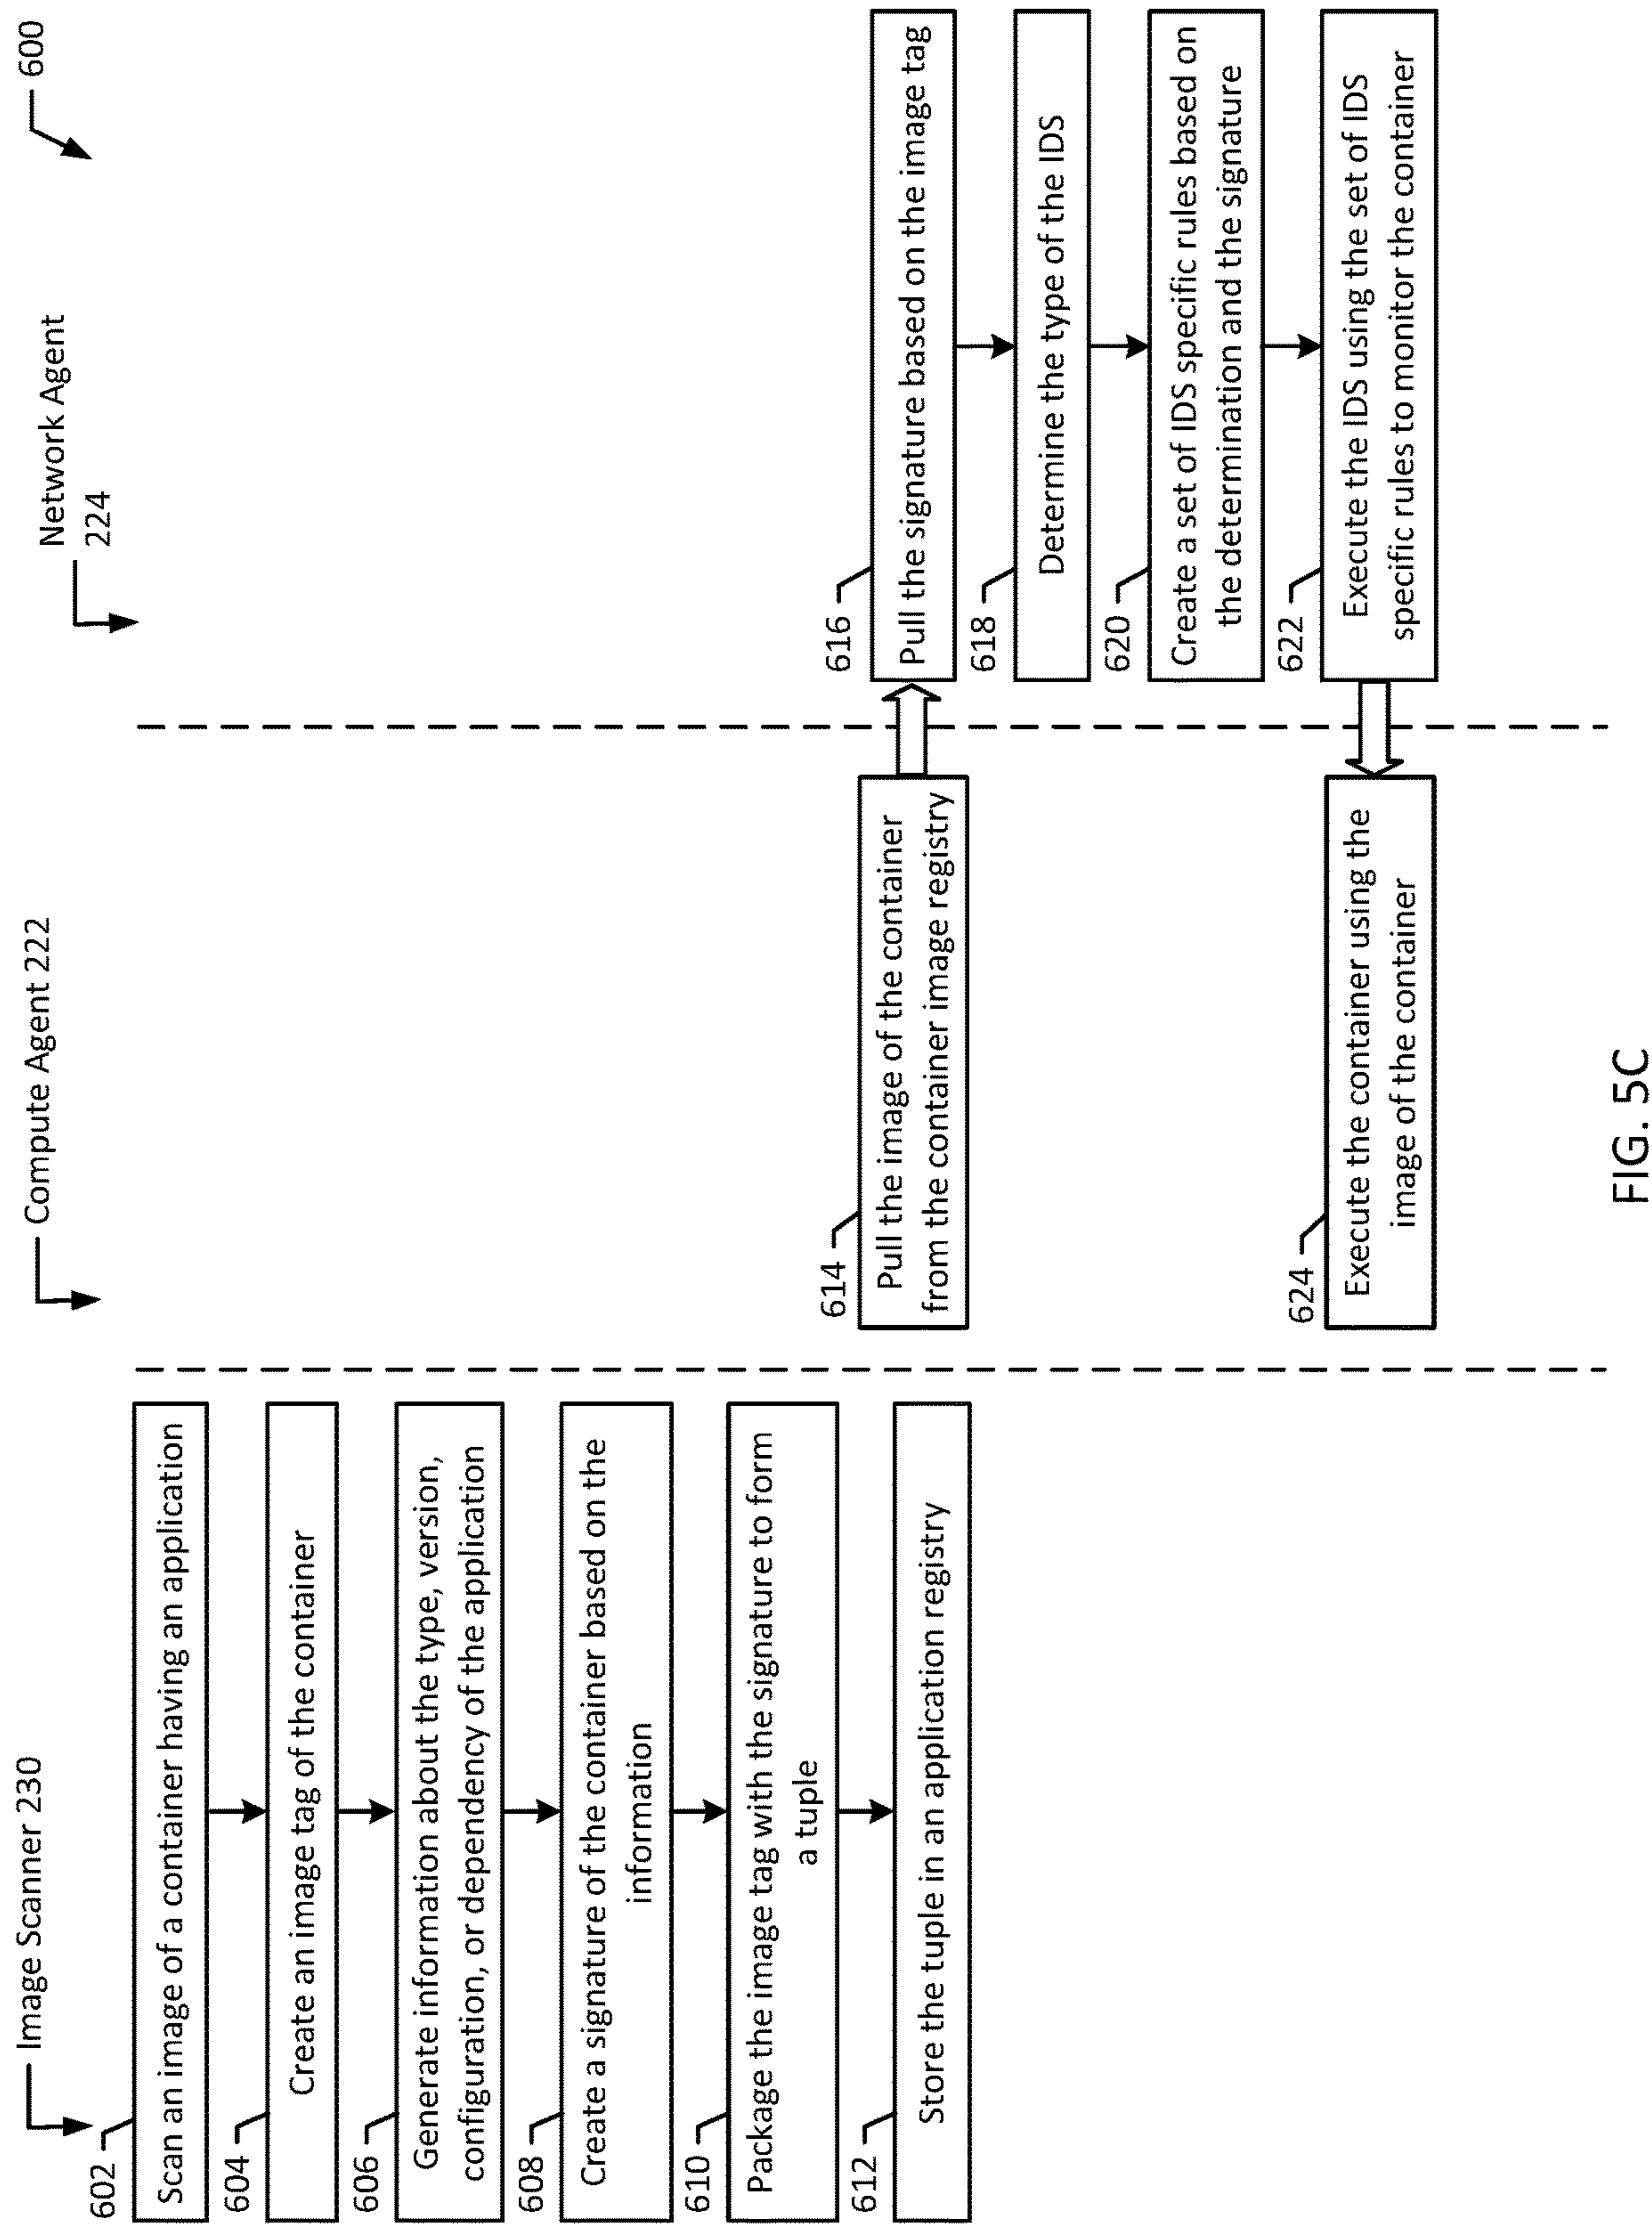 600
Image Scanner 230
602
Scan an image of a container having an application
604
Create an image tag of the container
606
Generate information about the type, version,
configuration, or dependency of the application
608
Create a signature of the container based on the
information
610
Package the image tag with the signature to form
a tuple
612
Store the tuple in an application registry
Compute Agent 222
614
Pull the image of the container
from the container image registry
624
Execute the container using the
image of the container
Network Agent
224
616
Pull the signature based on the image tag
618
Determine the type of the IDS
620
Create a set of IDS specific rules based on
the determination and the signature
622
Execute the IDS using the set of IDS
specific rules to monitor the container
FIG. 5C